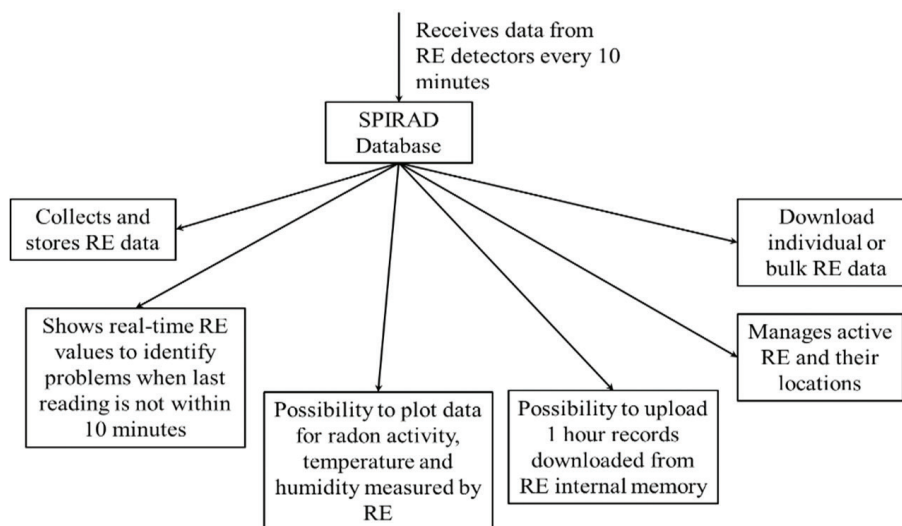 Receives data from
RE detectors every 10
minutes
SPIRAD
Database
Collects and
stores RE data
Download
individual or
bulk RE data
Shows real-time RE
values to identify
problems when last
reading is not within
10 minutes
Manages active
RE and their
locations
Possibility to plot data
for radon activity,
temperature and
humidity measured by
RE
Possibility to upload
1 hour records
downloaded from
RE internal memory